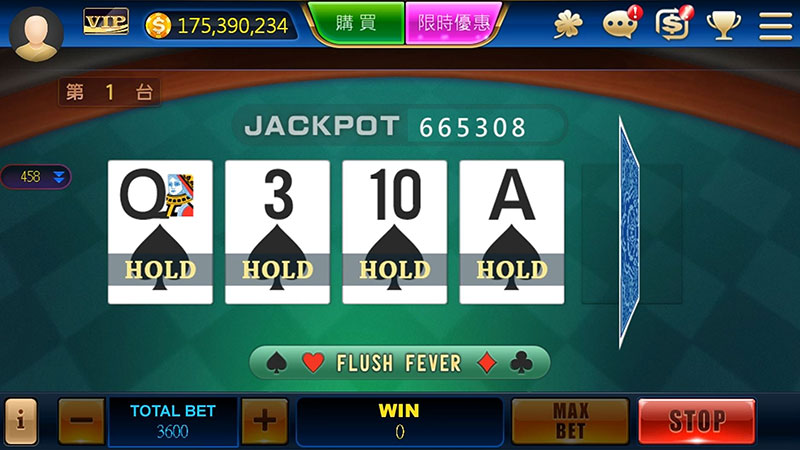 VIP
175,390,234
購買
限時優惠
第 1 台
JACKPOT 665308
458
Q 3 10 A
HOLD HOLD HOLD HOLD
FLUSH FEVER
i
TOTAL BET
3600
WIN
0
MAX
BET
STOP